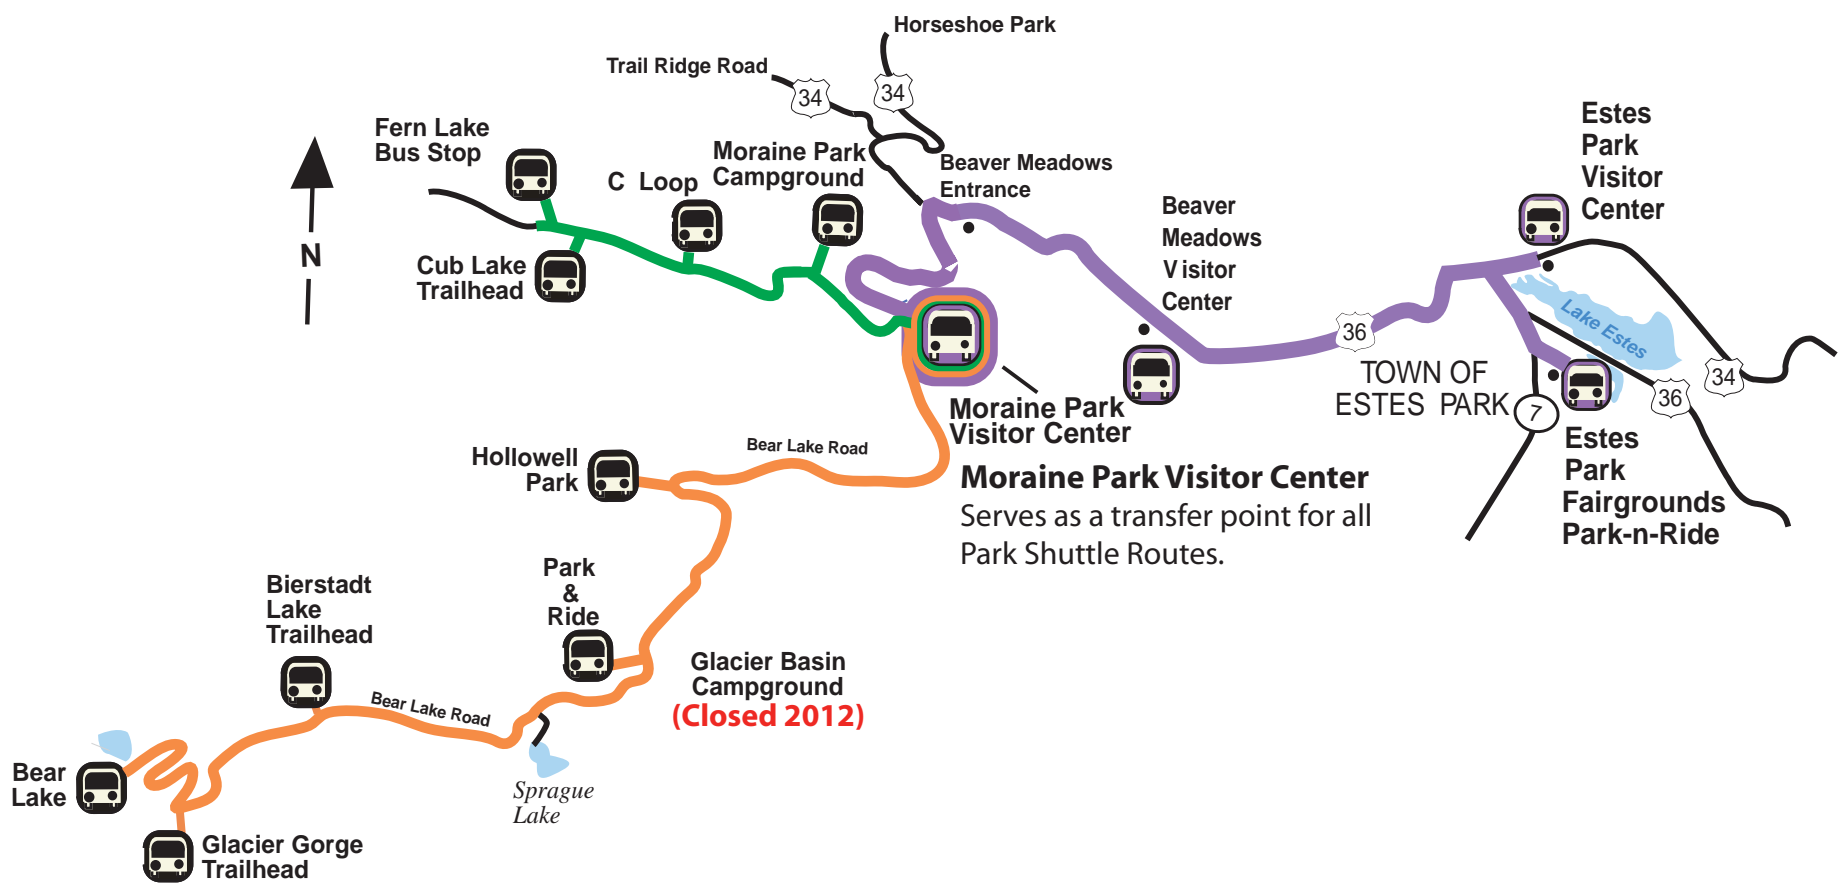 Horseshoe Park
Trail Ridge Road
34
34
Fern Lake
Bus Stop
C Loop
Moraine Park
Campground
Beaver Meadows
Entrance
Estes
Park
Visitor
Center
Beaver
Meadows
Visitor
Center
N
Cub Lake
Trailhead
Lake Estes
36
TOWN OF
ESTES PARK
34
36
7
Moraine Park
Visitor Center
Estes
Park
Fairgrounds
Park-n-Ride
Bear Lake Road
Hollowell
Park
Moraine Park Visitor Center
Serves as a transfer point for all
Park Shuttle Routes.
Park
&
Ride
Bierstadt
Lake
Trailhead
Glacier Basin
Campground
(Closed 2012)
Bear Lake Road
Bear
Lake
Sprague
Lake
Glacier Gorge
Trailhead